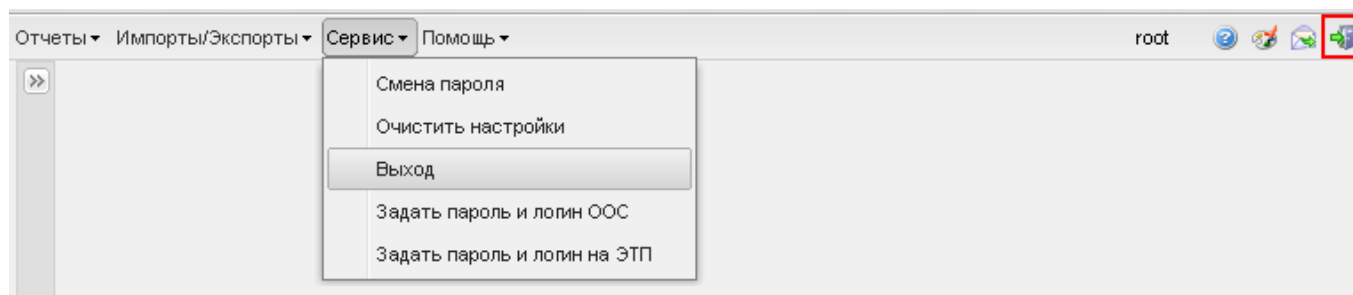 Отчеты Импорты/Экспорты Сервис Помощь root
Смена пароля
Очистить настройки
Выход
Задать пароль и логин ООС
Задать пароль и логин на ЭТП